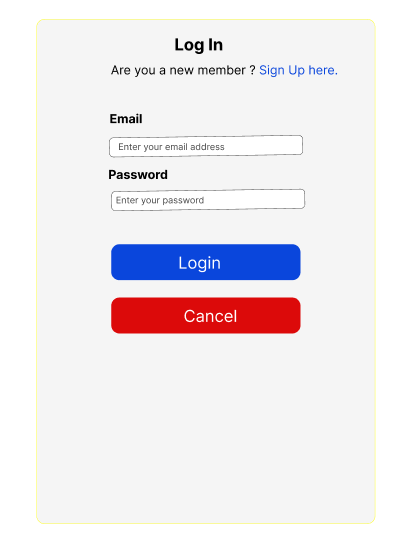 Log In
Are you a new member ? Sign Up here.
Email
Enter your email address
Password
Enter your password
Login
Cancel